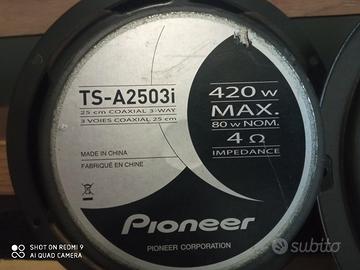 TS-A2503i
25 cm COAXIAL 3-WAY
3 VOIES COAXIAL 25 cm
420 W
MAX.
80 W NOM.
4 Ω
IMPEDANCE
MADE IN CHINA
FABRIQUÉ EN CHINE
Pioneer
PIONEER CORPORATION
SHOT ON REDMI 9
AI QUAD CAMERA
subito